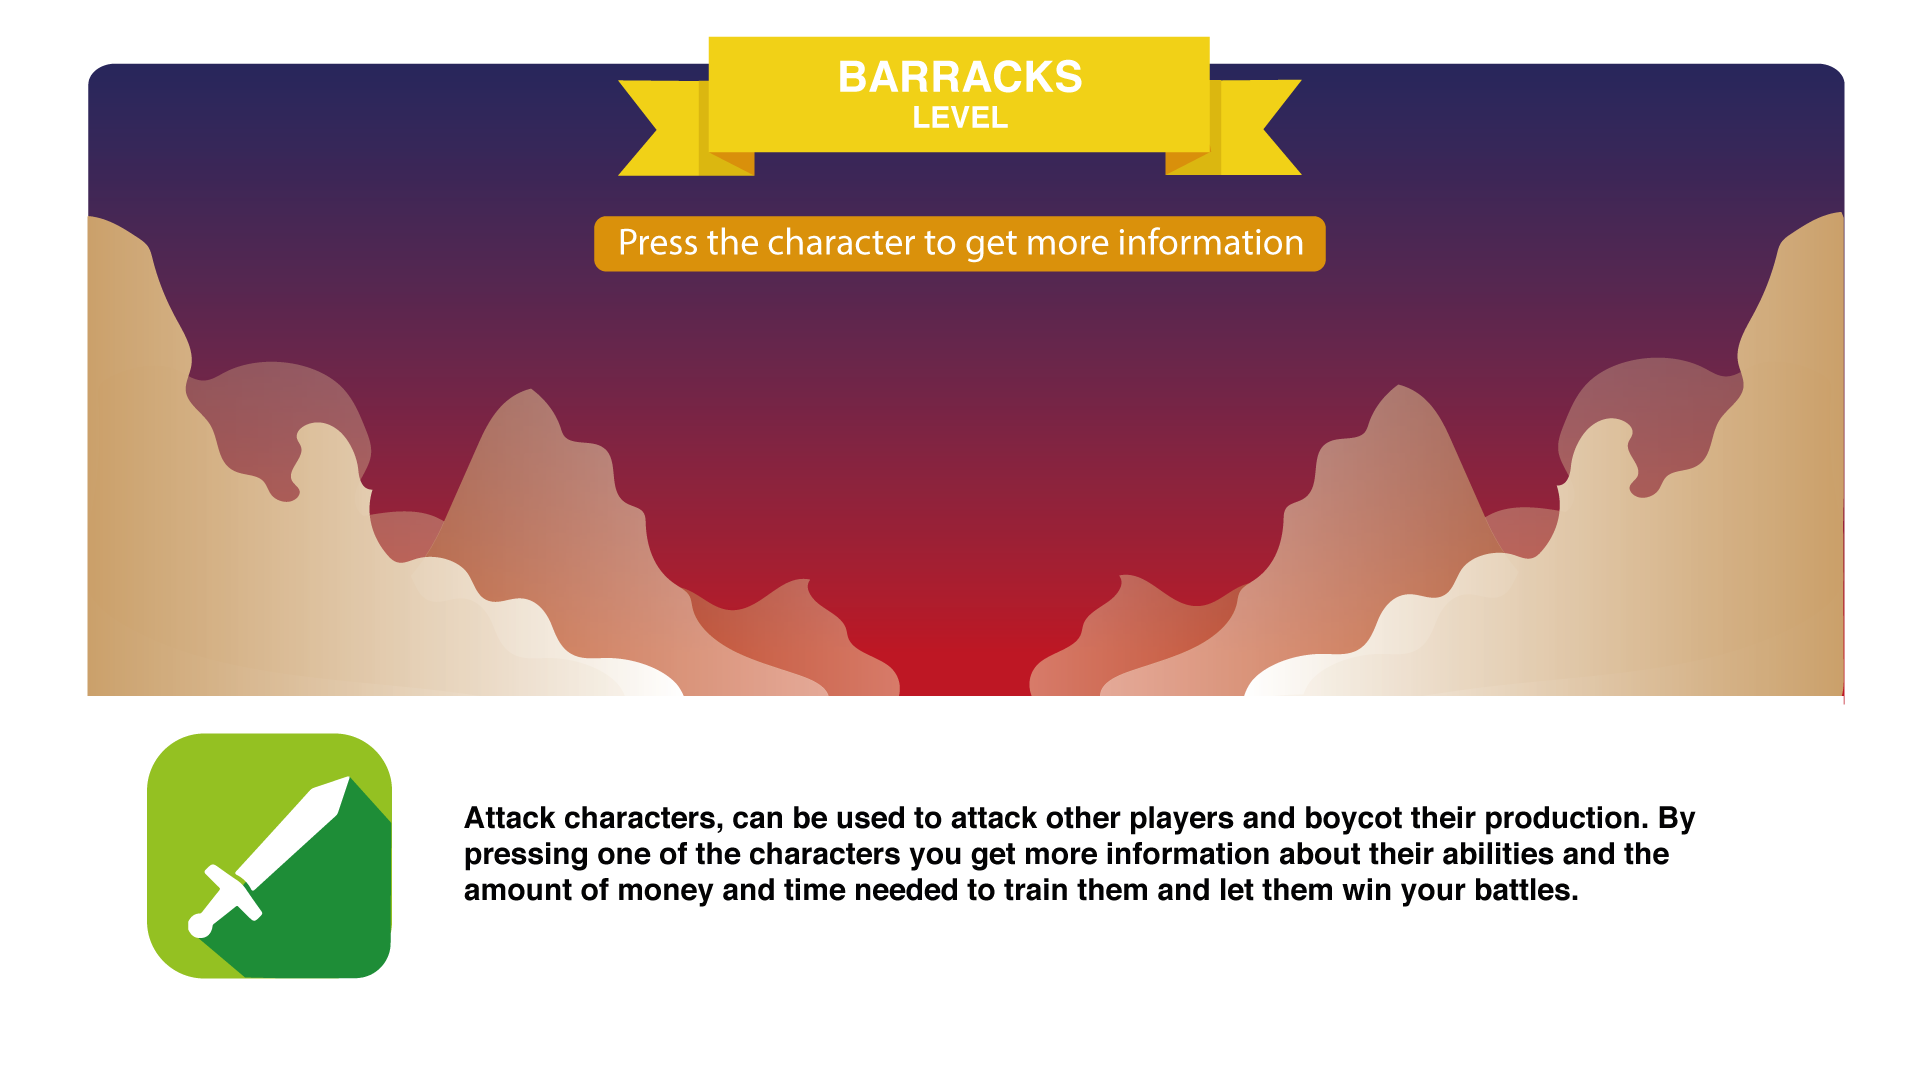 BARRACKS
LEVEL
Press the character to get more information
Attack characters, can be used to attack other players and boycot their production. By
pressing one of the characters you get more information about their abilities and the
amount of money and time needed to train them and let them win your battles.